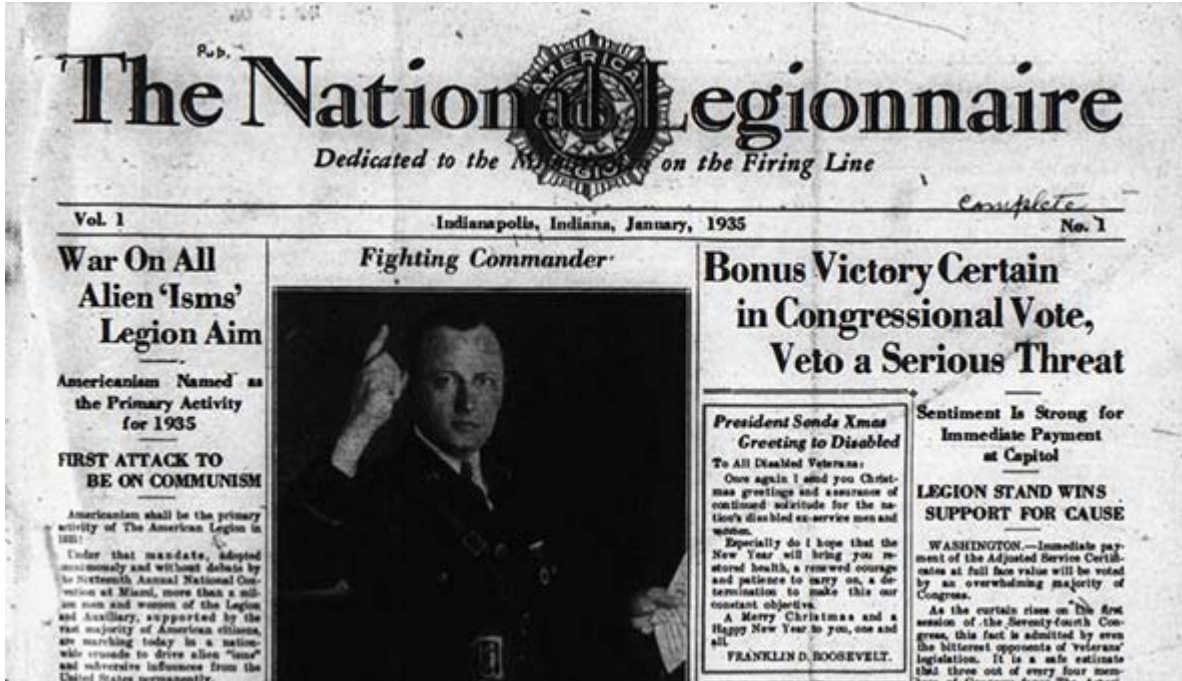 Pub.
The National Legionnaire
AMERICAN
LEGION
Dedicated to the on the Firing Line
Complete
Vol. 1 Indianapolis, Indiana, January, 1935 No. 1
War On All
Alien ‘Isms’
Legion Aim
Americanism Named as
the Primary Activity
for 1935
FIRST ATTACK TO
BE ON COMMUNISM
Americanism shall be the primary
activity of The American Legion in
1935!
Under that mandate, adopted
unanimously and without debate by
the Sixteenth Annual National Con-
vention at Miami, more than a mil-
lion men and women of the Legion
and Auxiliary, supported by the
vast majority of American citizens,
are marching today in a nation-
wide crusade to drive alien "isms"
and subversive influences from the
United States permanently.
Fighting Commander
Bonus Victory Certain
in Congressional Vote,
Veto a Serious Threat
President Sends Xmas
Greeting to Disabled
To All Disabled Veterans:
Once again I send you Christ-
mas greetings and assurance of
continued solicitude for the na-
tion's disabled ex-service men and
women.
Especially do I hope that the
New Year will bring you re-
stored health, a renewed courage
and patience to carry on, a de-
termination to make this our
constant objective.
A Merry Christmas and a
Happy New Year to you, one and
all.
FRANKLIN D. ROOSEVELT.
Sentiment Is Strong for
Immediate Payment
at Capitol
LEGION STAND WINS
SUPPORT FOR CAUSE
WASHINGTON.—Immediate pay-
ment of the Adjusted Service Certifi-
cates at full face value will be voted
by an overwhelming majority of
Congress.
As the curtain rises on the first
session of the Seventy-fourth Con-
gress, this fact is admitted by even
the bitterest opponents of veterans'
legislation. It is a safe estimate
that three out of every four mem-